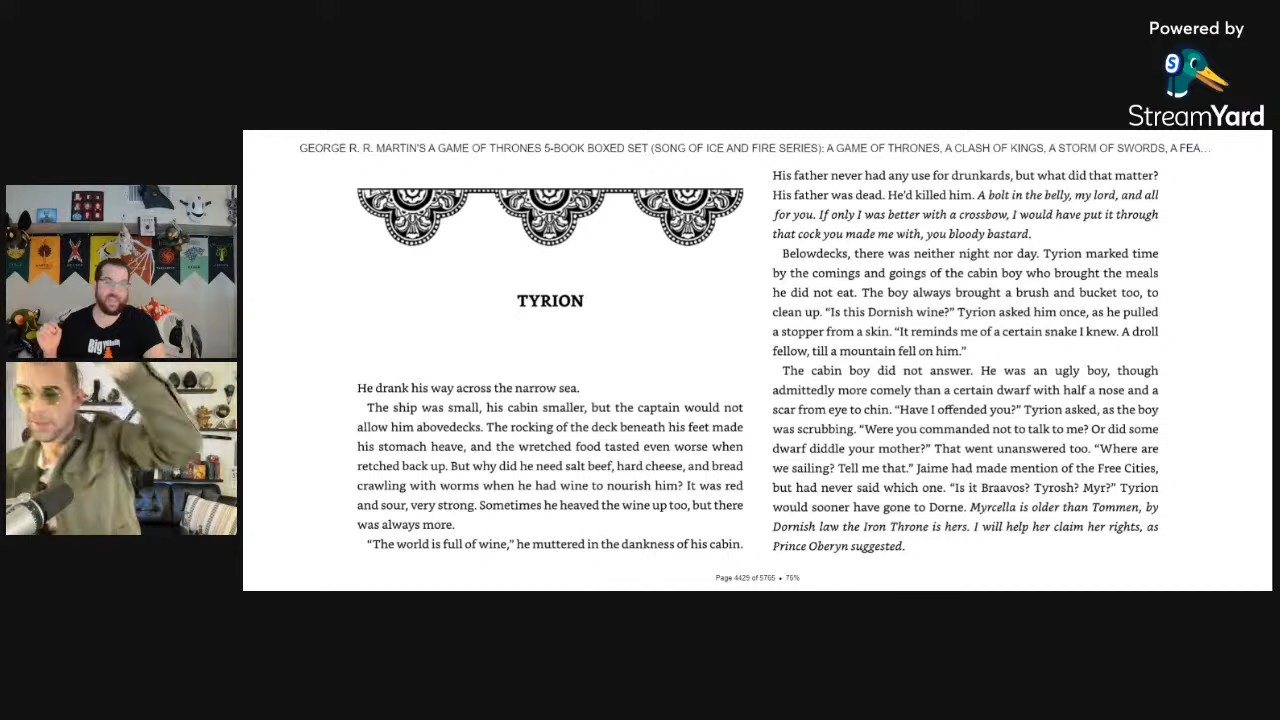 Powered by
S
StreamYard
GEORGE R. R. MARTIN'S A GAME OF THRONES 5-BOOK BOXED SET (SONG OF ICE AND FIRE SERIES): A GAME OF THRONES, A CLASH OF KINGS, A STORM OF SWORDS, A FEA…
TYRION
He drank his way across the narrow sea.
The ship was small, his cabin smaller, but the captain would not
allow him abovedecks. The rocking of the deck beneath his feet made
his stomach heave, and the wretched food tasted even worse when
retched back up. But why did he need salt beef, hard cheese, and bread
crawling with worms when he had wine to nourish him? It was red
and sour, very strong. Sometimes he heaved the wine up too, but there
was always more.
“The world is full of wine,” he muttered in the dankness of his cabin.
His father never had any use for drunkards, but what did that matter?
His father was dead. He'd killed him. A bolt in the belly, my lord, and all
for you. If only I was better with a crossbow, I would have put it through
that cock you made me with, you bloody bastard.
Belowdecks, there was neither night nor day. Tyrion marked time
by the comings and goings of the cabin boy who brought the meals
he did not eat. The boy always brought a brush and bucket too, to
clean up. “Is this Dornish wine?” Tyrion asked him once, as he pulled
a stopper from a skin. “It reminds me of a certain snake I knew. A droll
fellow, till a mountain fell on him.”
The cabin boy did not answer. He was an ugly boy, though
admittedly more comely than a certain dwarf with half a nose and a
scar from eye to chin. “Have I offended you?” Tyrion asked, as the boy
was scrubbing. “Were you commanded not to talk to me? Or did some
dwarf diddle your mother?” That went unanswered too. “Where are
we sailing? Tell me that.” Jaime had made mention of the Free Cities,
but had never said which one. “Is it Braavos? Tyrosh? Myr?” Tyrion
would sooner have gone to Dorne. Myrcella is older than Tommen, by
Dornish law the Iron Throne is hers. I will help her claim her rights, as
Prince Oberyn suggested.
Page 4429 of 5765 • 76%